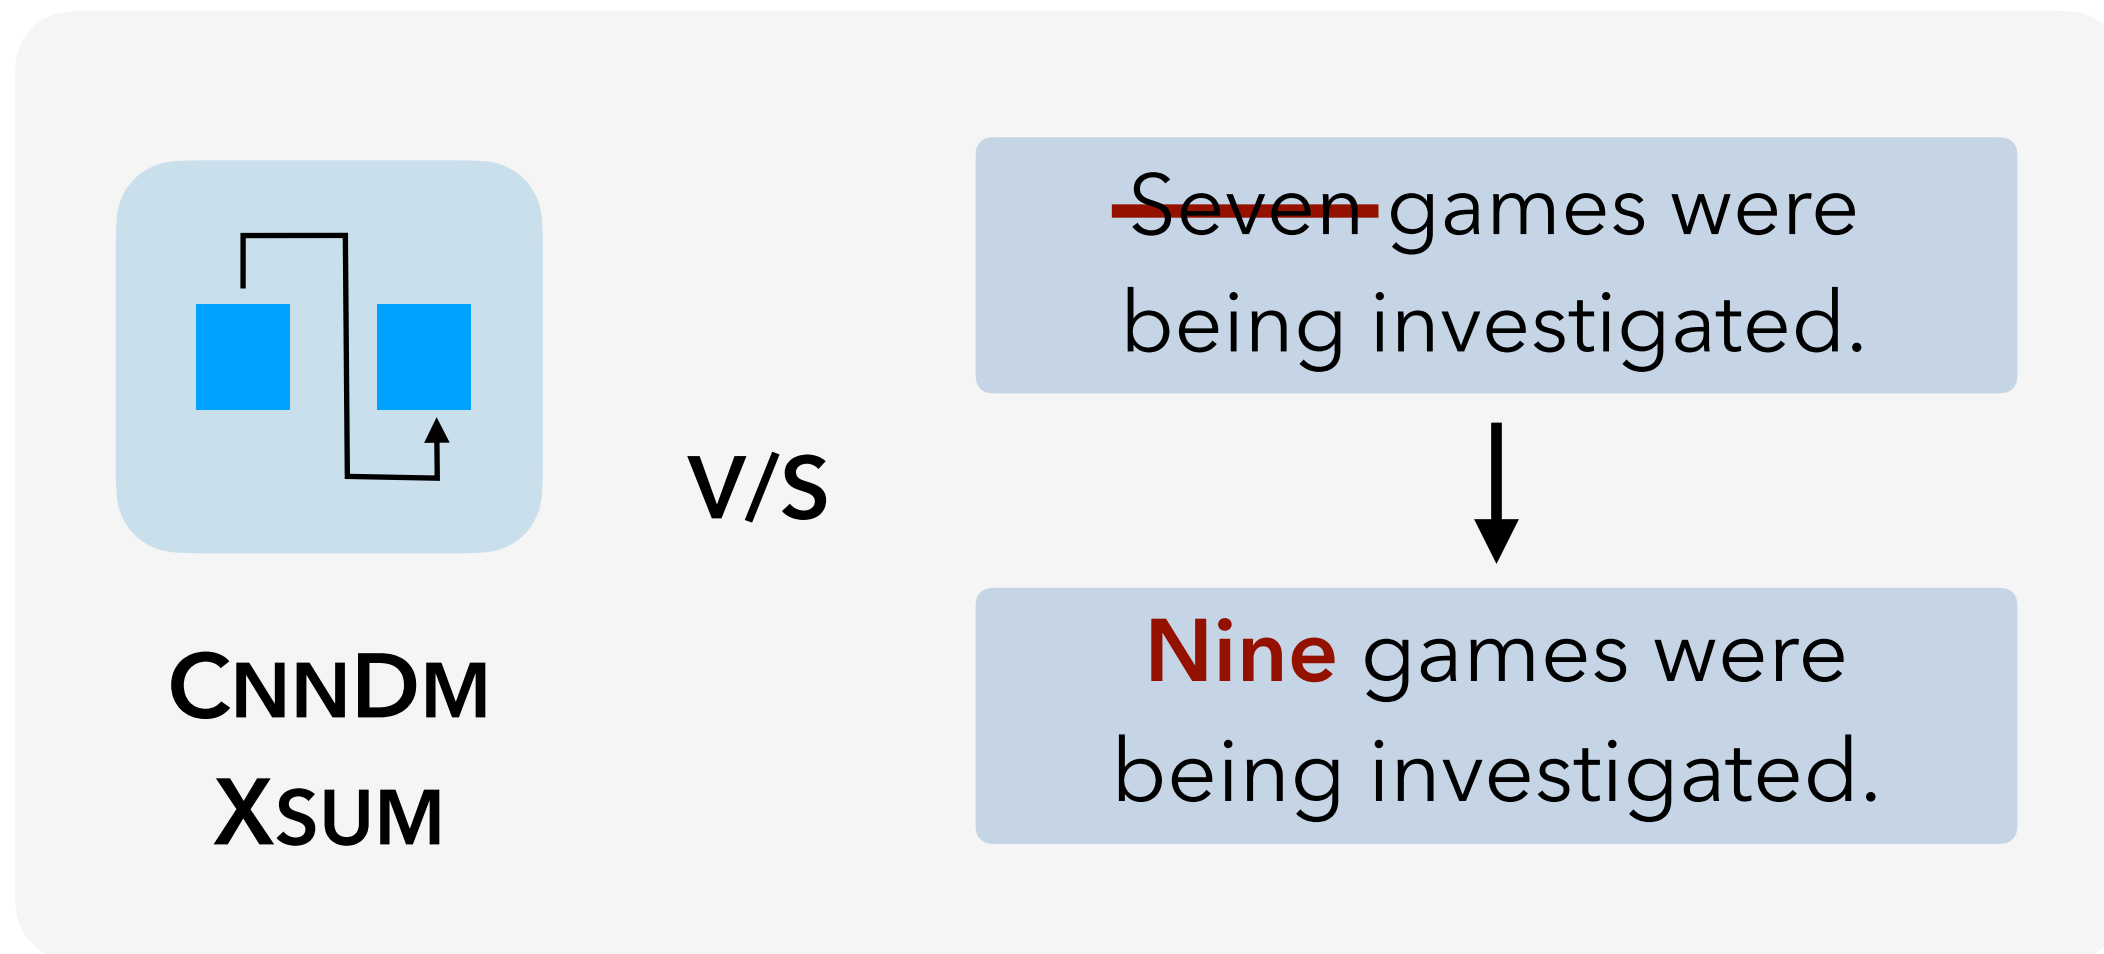 CNNDM
XSUM
V/S
Seven games were
being investigated.
Nine games were
being investigated.